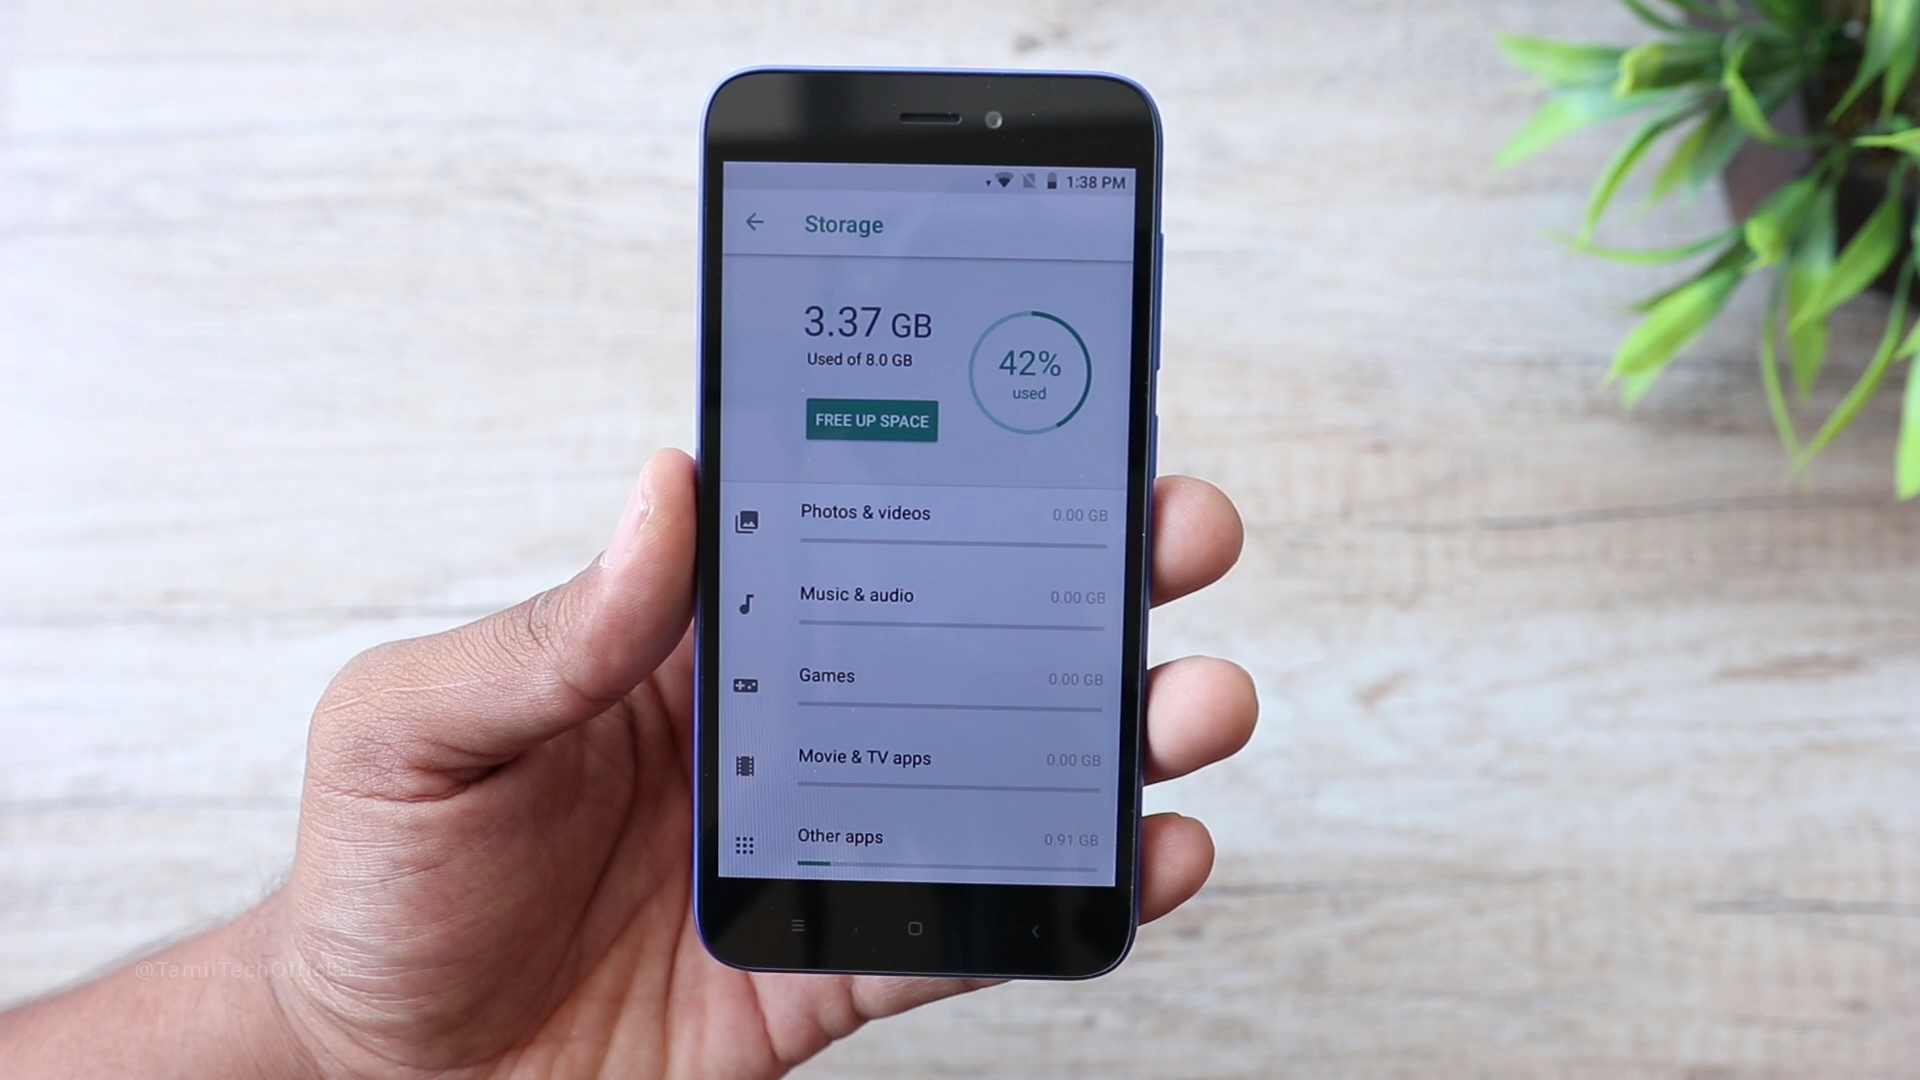 1:38 PM
Storage
3.37 GB
Used of 8.0 GB
42%
used
FREE UP SPACE
Photos & videos 0.00 GB
Music & audio 0.00 GB
Games 0.00 GB
Movie & TV apps 0.00 GB
Other apps 0.91 GB
@TamilTechOfficial